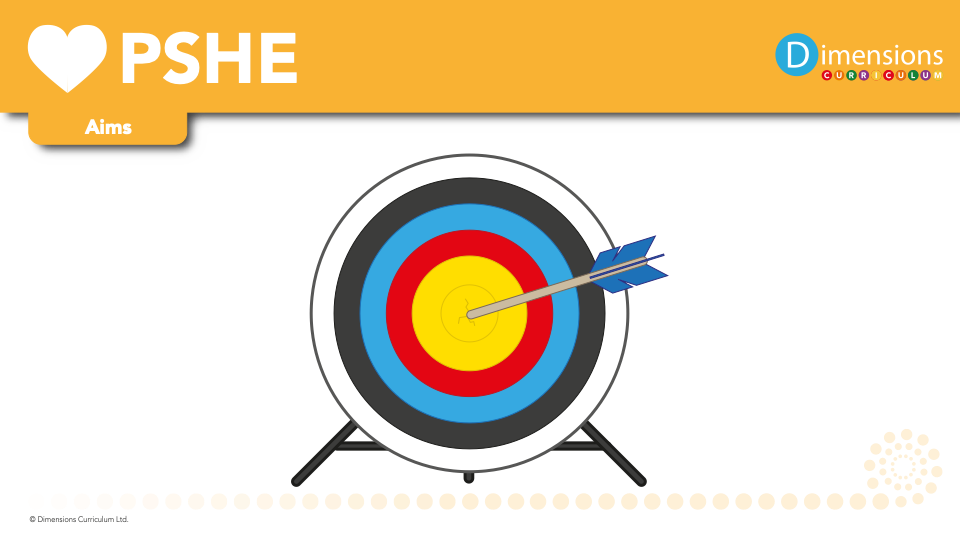 PSHE
Dimensions
CURRICULUM
Aims
© Dimensions Curriculum Ltd.